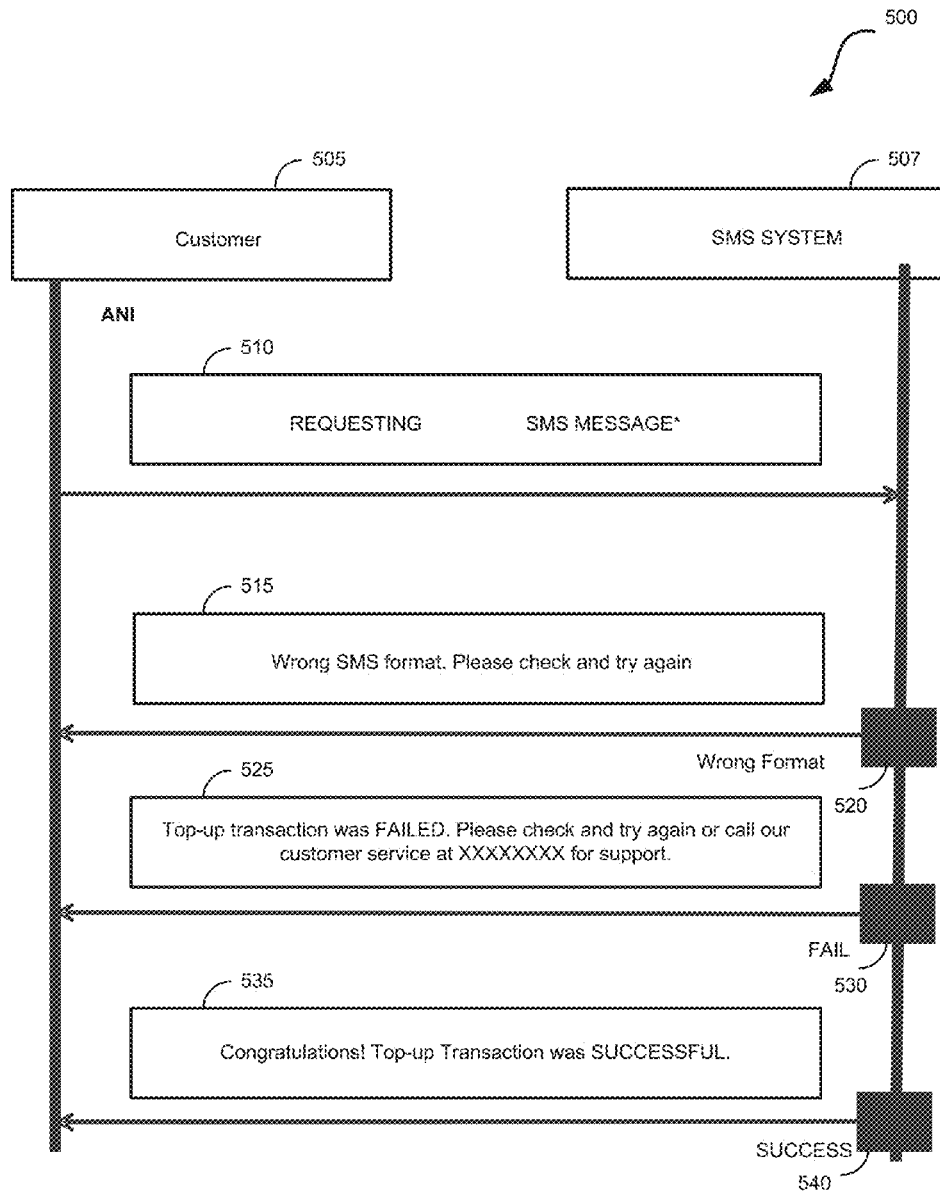 500
505
507
Customer
SMS SYSTEM
ANI
510
REQUESTING SMS MESSAGE*
515
Wrong SMS format. Please check and try again
Wrong Format
520
525
Top-up transaction was FAILED. Please check and try again or call our
customer service at XXXXXXXX for support.
FAIL
530
535
Congratulations! Top-up Transaction was SUCCESSFUL.
SUCCESS
540